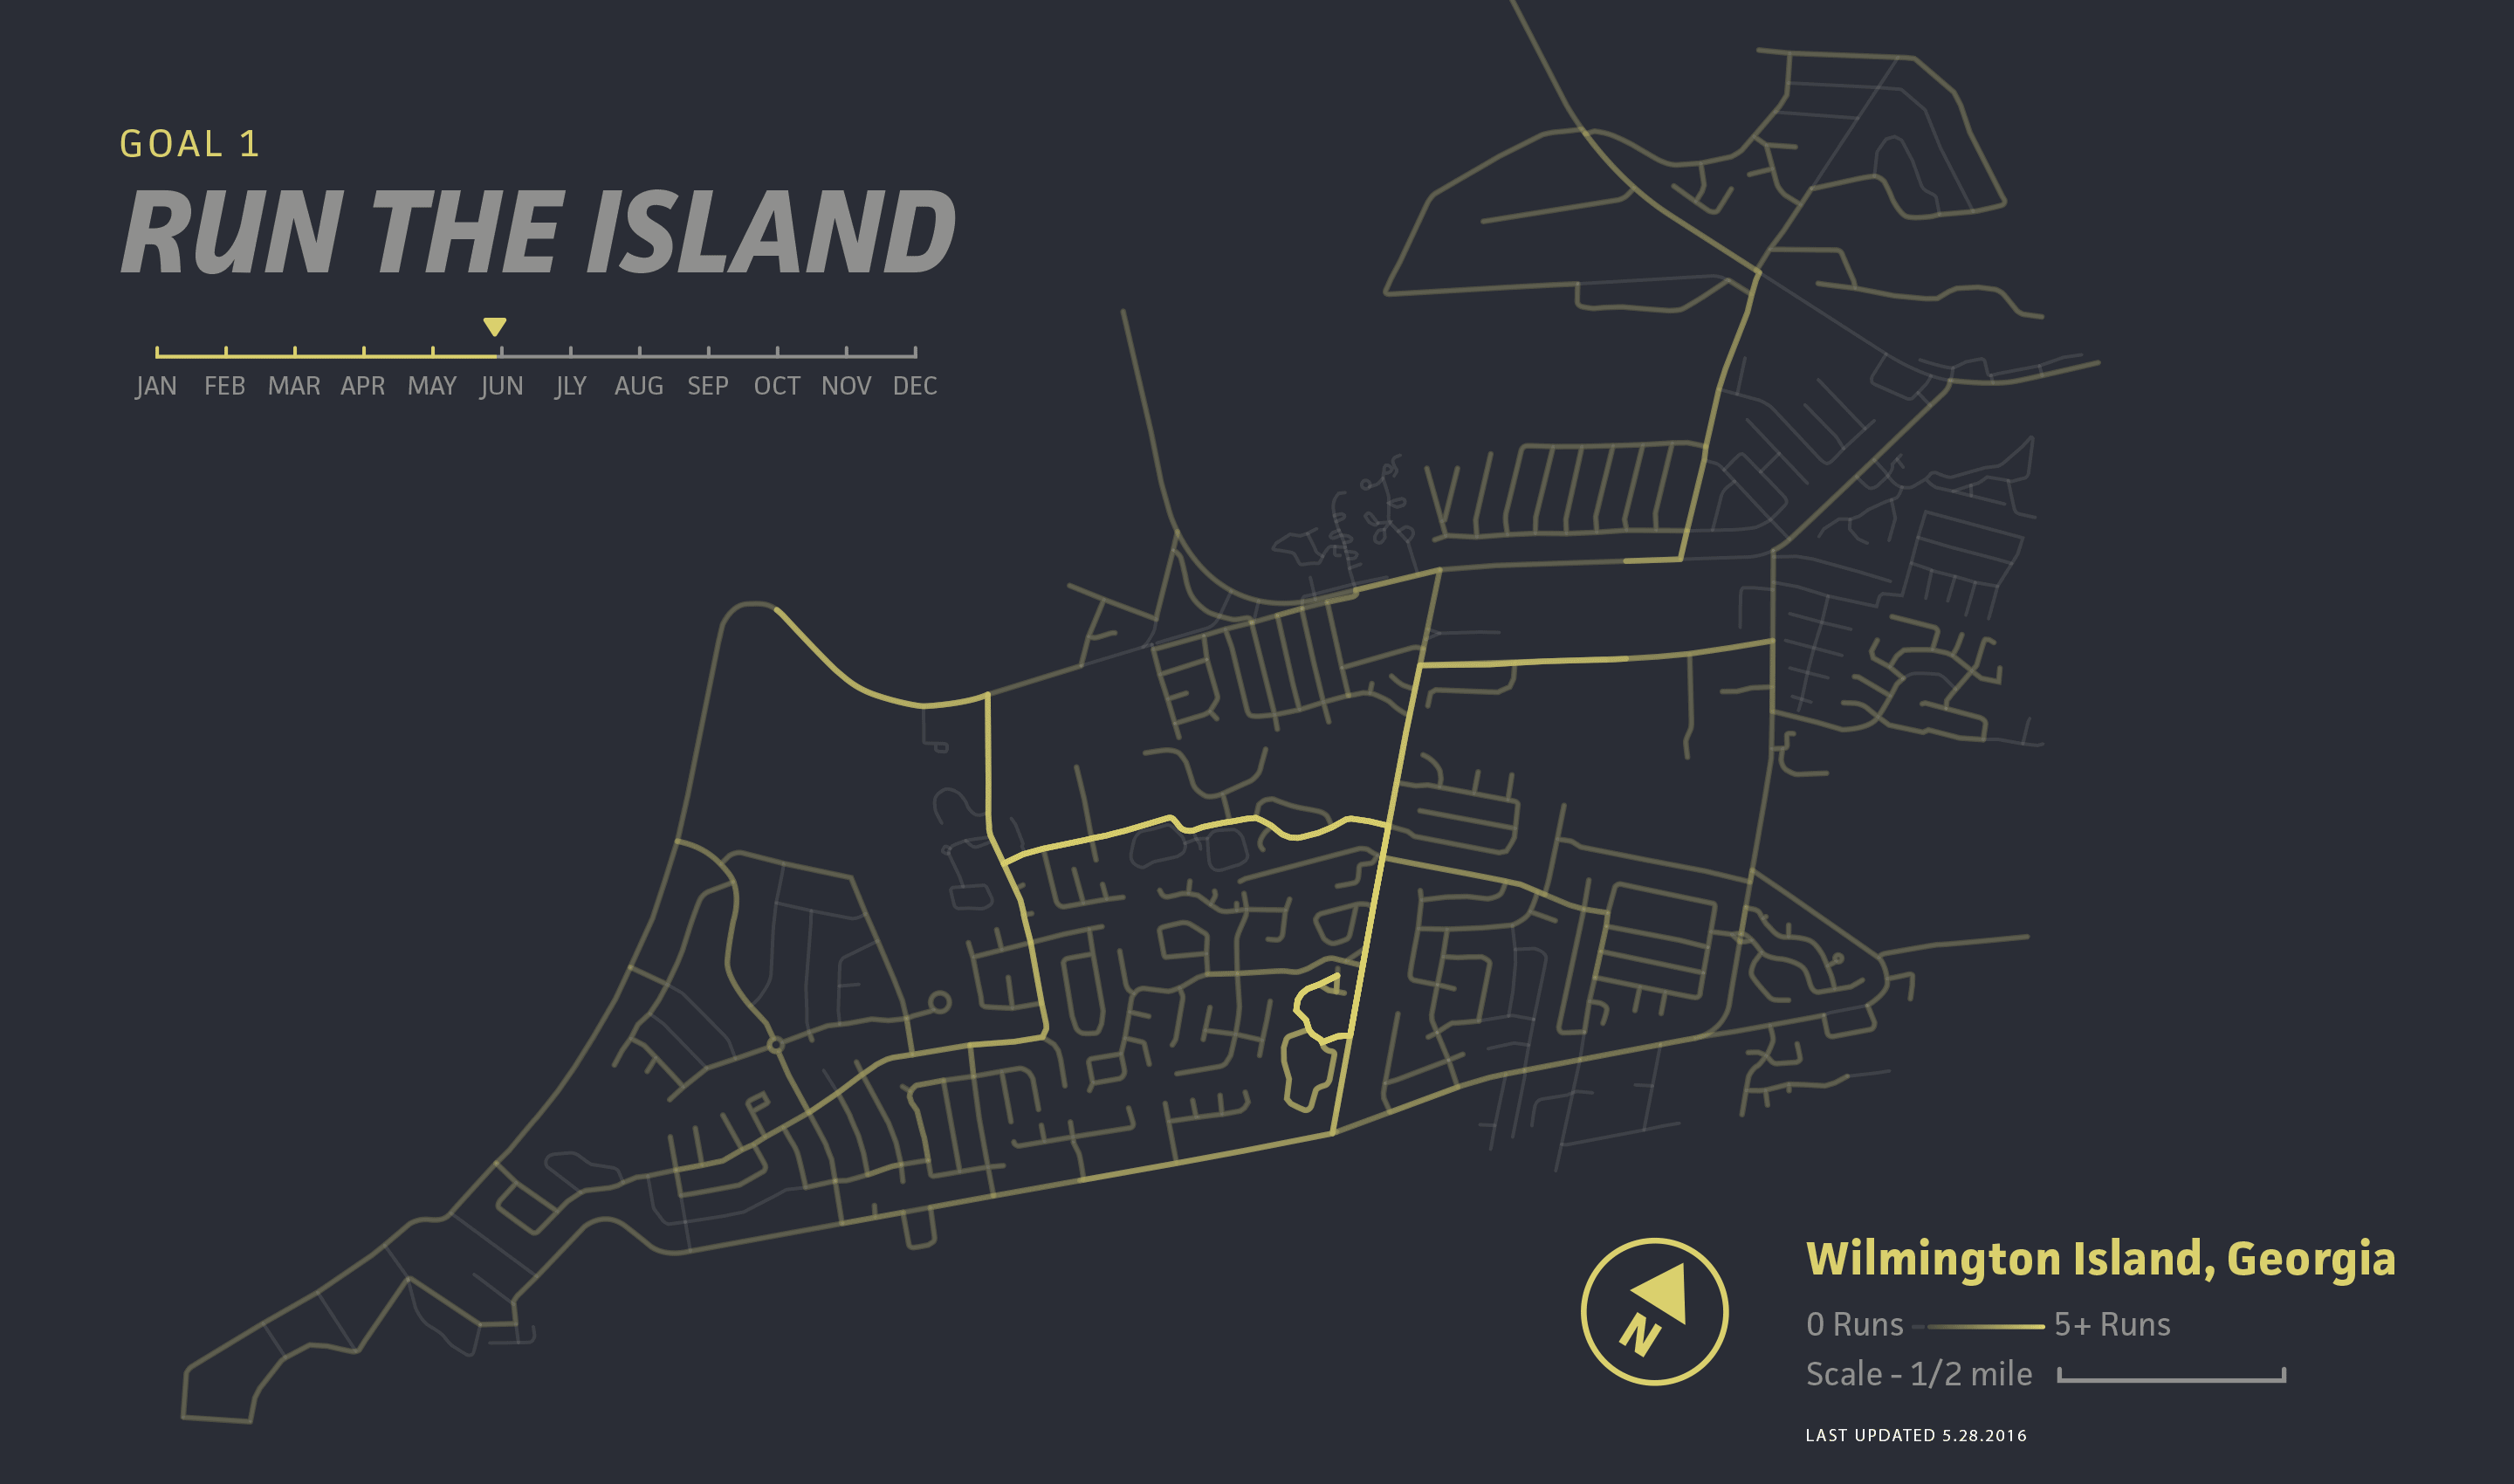 GOAL 1
RUN THE ISLAND
JAN FEB MAR APR MAY JUN JLY AUG SEP OCT NOV DEC
N
Wilmington Island, Georgia
0 Runs 5+ Runs
Scale - 1/2 mile
LAST UPDATED 5.28.2016